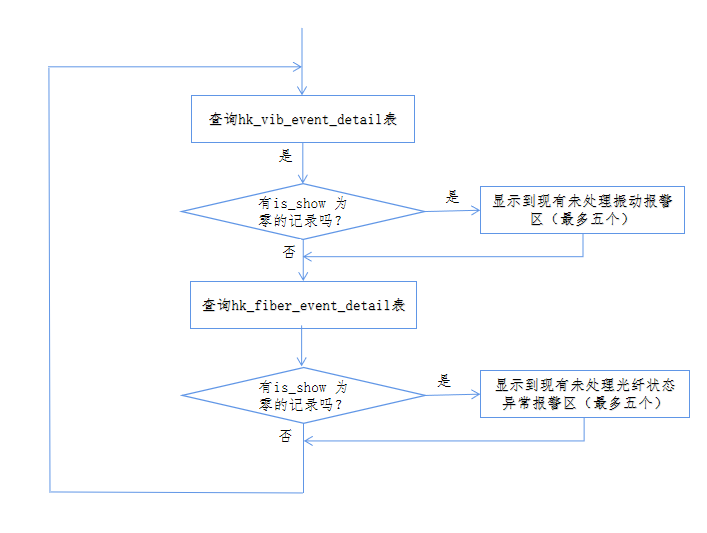 查询hk_vib_event_detail表
是
有is_show 为
零的记录吗?
是
显示到现有未处理振动报警
区（最多五个）
否
查询hk_fiber_event_detail表
有is_show 为
零的记录吗?
是
显示到现有未处理光纤状态
异常报警区（最多五个）
否